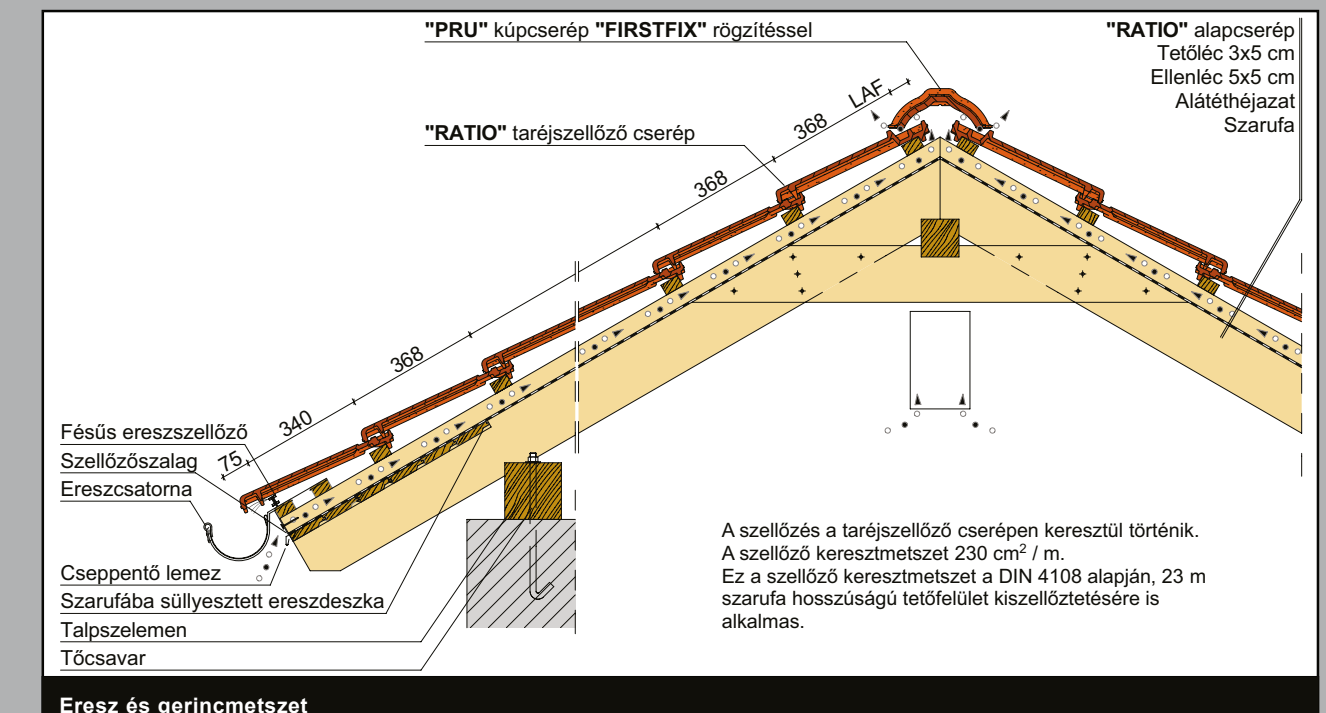 "PRU" kúpcserép "FIRSTFIX" rögzítéssel
"RATIO" alapcserép
Tetőléc 3x5 cm
Ellenléc 5x5 cm
Alátéthéjazat
Szarufa
"RATIO" taréjszellőző cserép
LAF
368
368
368
340
75
Fésűs ereszszellőző
Szellőzőszalag
Ereszcsatorna
Cseppentő lemez
Szarufába süllyesztett ereszdeszka
Talpszelemen
Tőcsavar
A szellőzés a taréjszellőző cserépen keresztül történik.
A szellőző keresztmetszet 230 cm² / m.
Ez a szellőző keresztmetszet a DIN 4108 alapján, 23 m
szarufa hosszúságú tetőfelület kiszellőztetésére is
alkalmas.
Eresz és gerincmetszet